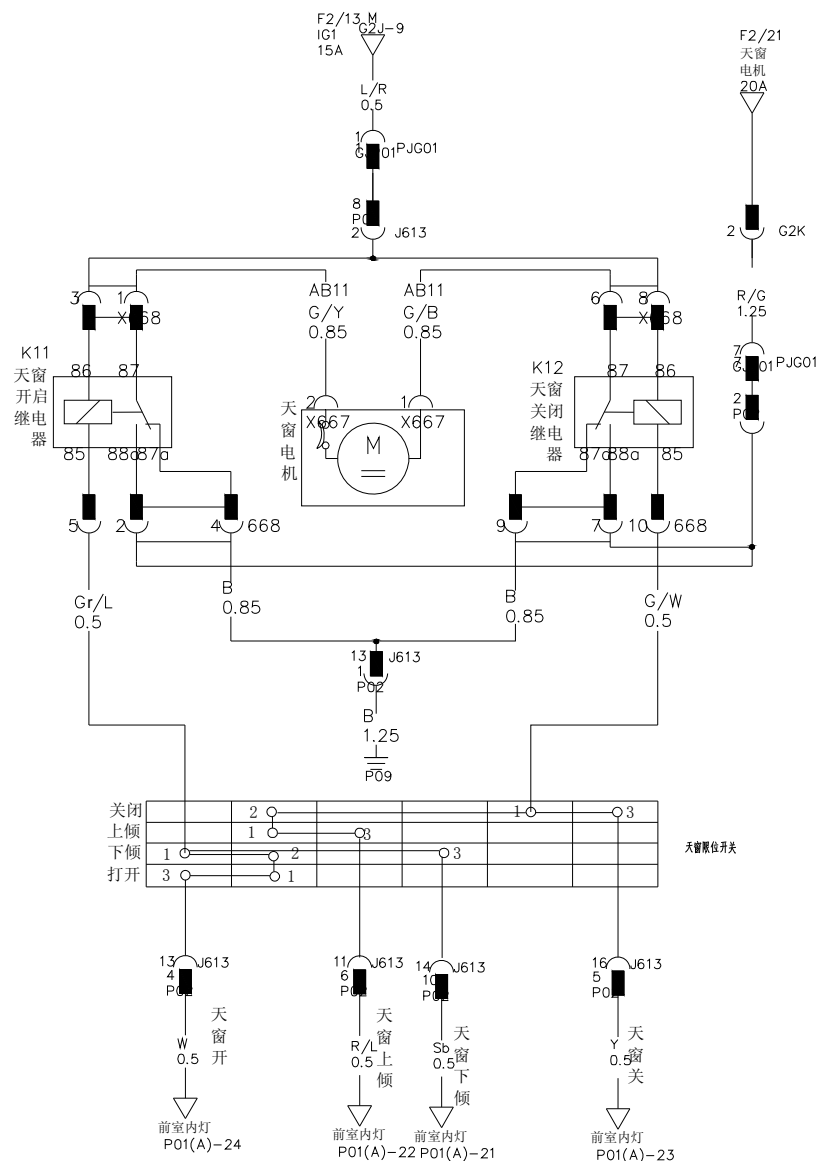 F2/13 M
G2J-9
IG1
15A
F2/21
天窗
电机
20A
L/R
0.5
1
1
PJG01
8
2
J613
2
G2K
R/G
1.25
3
1
AB11
G/Y
0.85
AB11
G/B
0.85
6
8
7
7
PJG01
2
K11
天窗
开启
继电
器
86
87
85
88a
87a
天
窗
电
机
2
X667
1
X667
M
K12
天窗
关闭
继电
器
87
86
87a
88a
85
5
2
4
668
9
7
10
668
Gr/L
0.5
B
0.85
B
0.85
G/W
0.5
13
J613
1
P02
B
1.25
P09
关闭
2
1
3
上倾
1
3
下倾
1
2
3
打开
3
1
天窗限位开关
13
J613
4
11
J613
6
14
J613
10
16
J613
5
W
0.5
天
窗
开
R/L
0.5
天
窗
上
倾
Sb
0.5
天
窗
下
倾
Y
0.5
天
窗
关
前室内灯
P01(A)-24
前室内灯
P01(A)-22
前室内灯
P01(A)-21
前室内灯
P01(A)-23